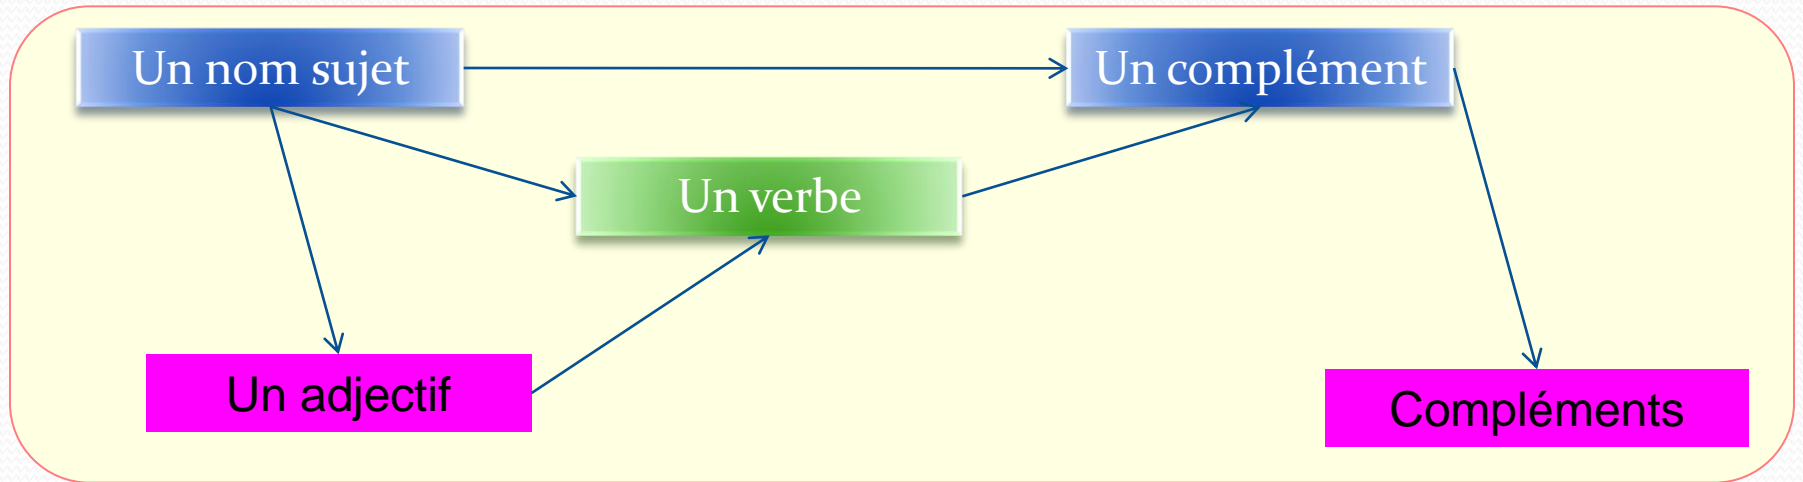 Un nom sujet
Un complément
Un verbe
Un adjectif
Compléments